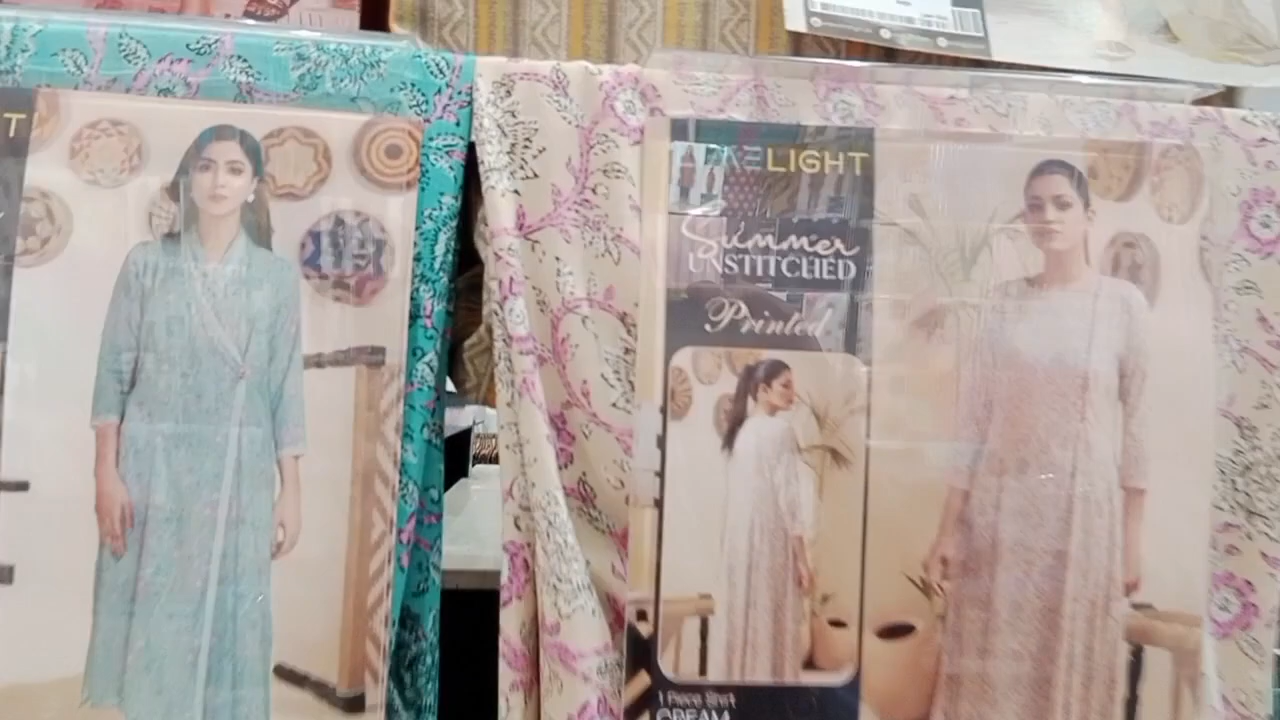 T
LIGHT
Summer
UNSTITCHED
Printed
1 Piece Shirt
CREAM